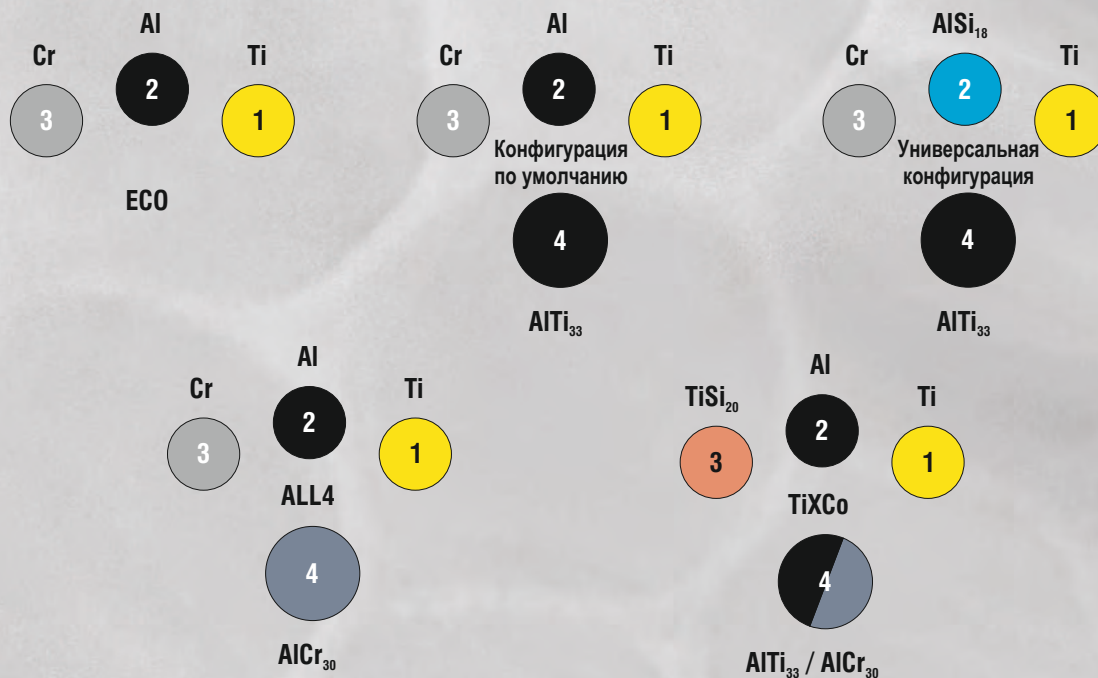 Al
Cr
Ti
3
2
1
ECO
Al
Cr
Ti
3
2
1
Конфигурация
по умолчанию
4
AlTi₃₃
AlSi₁₈
Cr
Ti
3
2
1
Универсальная
конфигурация
4
AlTi₃₃
Al
Cr
Ti
3
2
1
ALL4
4
AlCr₃₀
Al
TiSi₂₀
Ti
3
2
1
TiXCo
4
AlTi₃₃ / AlCr₃₀